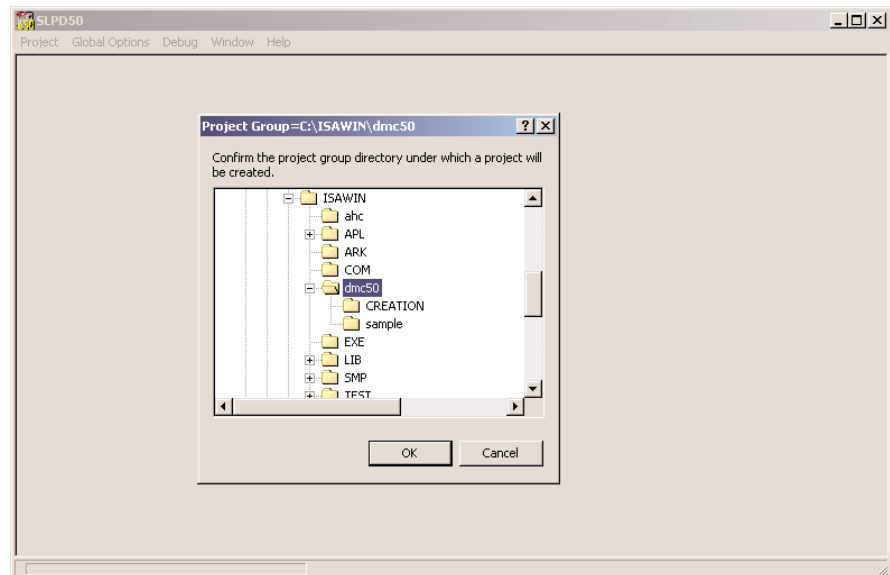 SLPD50
Project Global Options Debug Window Help
Project Group=C:\ISAWIN\dmc50
Confirm the project group directory under which a project will
be created.
ISAWIN
ahc
APL
ARK
COM
dmc50
CREATION
sample
EXE
LIB
SMP
TEST
OK Cancel